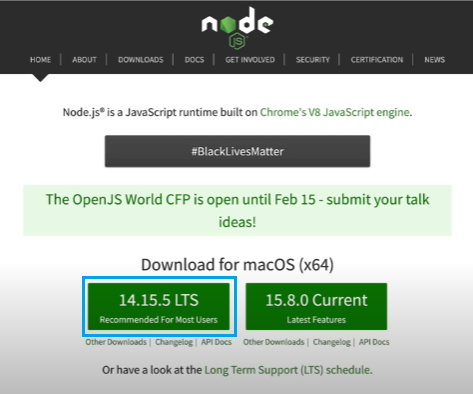 node
JS
HOME | ABOUT | DOWNLOADS | DOCS | GET INVOLVED | SECURITY | CERTIFICATION | NEWS
Node.js® is a JavaScript runtime built on Chrome's V8 JavaScript engine.
#BlackLivesMatter
The OpenJS World CFP is open until Feb 15 - submit your talk
ideas!
Download for macOS (x64)
14.15.5 LTS 15.8.0 Current
Recommended For Most Users Latest Features
Other Downloads | Changelog | API Docs Other Downloads | Changelog | API Docs
Or have a look at the Long Term Support (LTS) schedule.